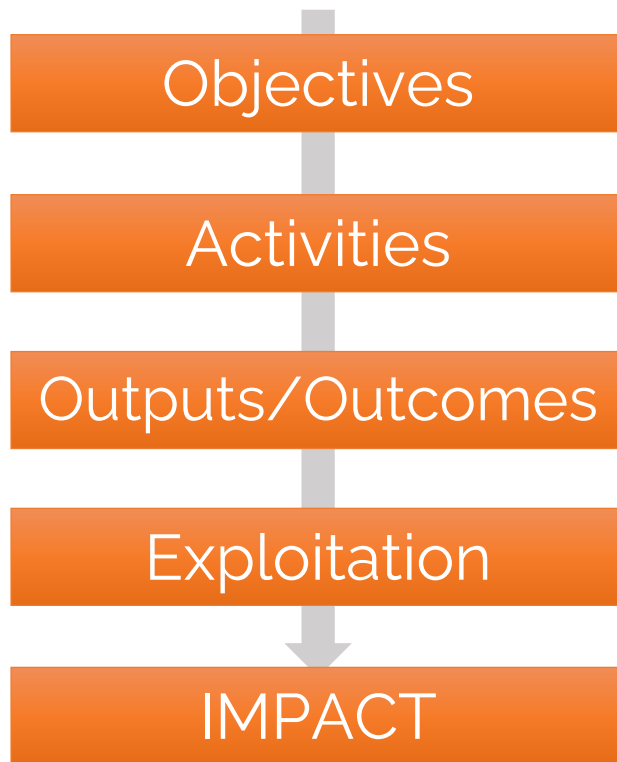 Objectives
Activities
Outputs/Outcomes
Exploitation
IMPACT